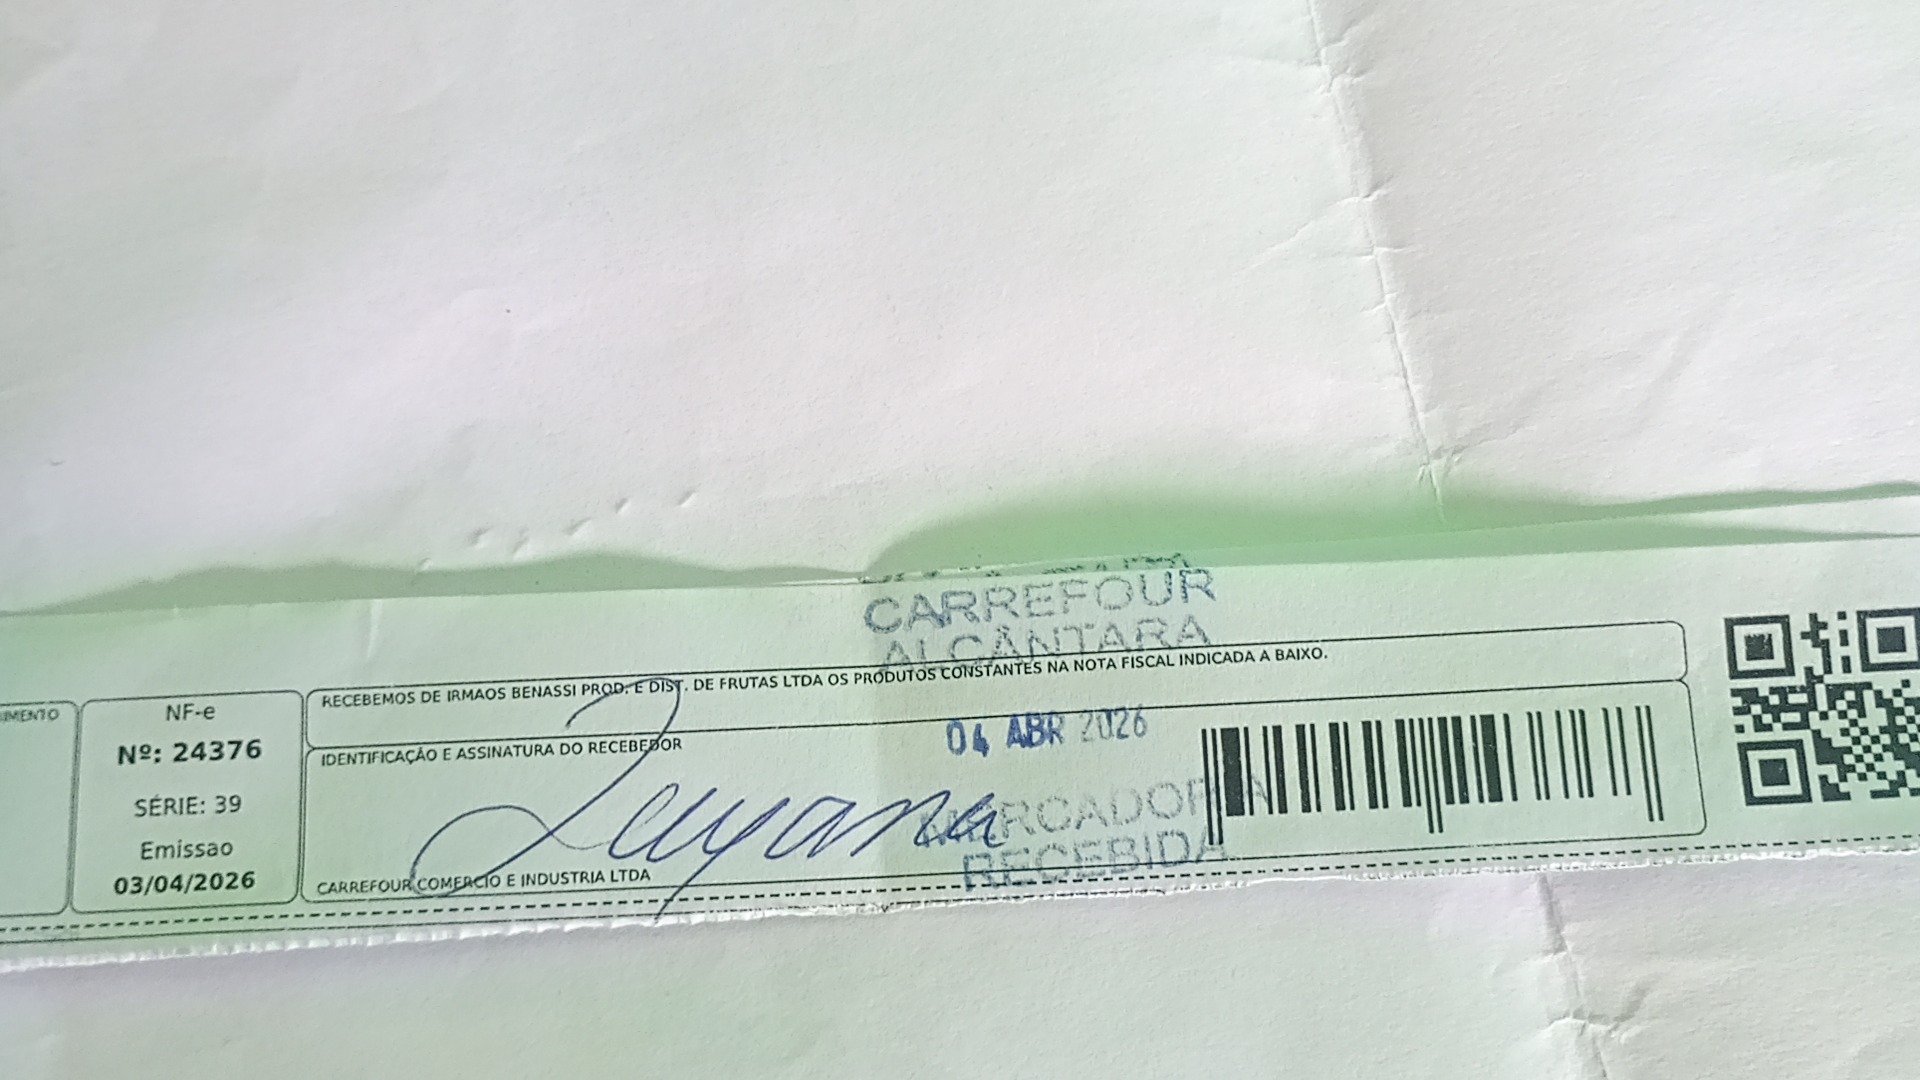 CARREFOUR
ALCÂNTARA
RECEBEMOS DE IRMAOS BENASSI PROD. E DIST. DE FRUTAS LTDA OS PRODUTOS CONSTANTES NA NOTA FISCAL INDICADA A BAIXO.
IMENTO
NF-e
Nº: 24376
SÉRIE: 39
Emissao
03/04/2026
IDENTIFICAÇÃO E ASSINATURA DO RECEBEDOR
04 ABR 2026
MERCADORIA
RECEBIDA
CARREFOUR COMERCIO E INDUSTRIA LTDA